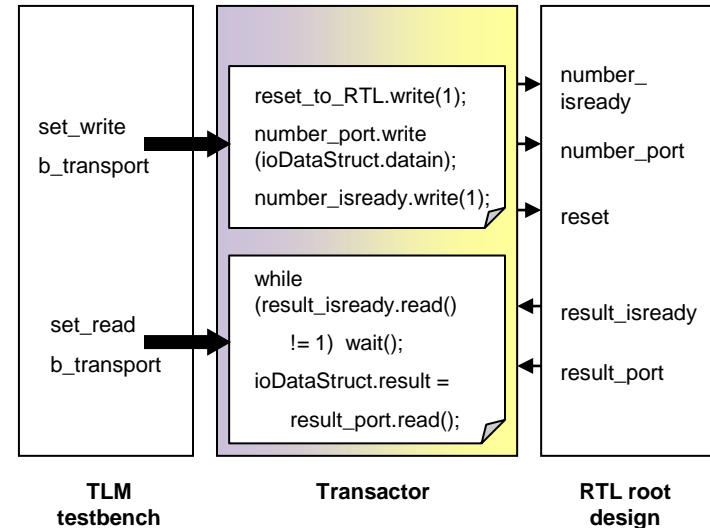 set_write
b_transport
set_read
b_transport
reset_to_RTL.write(1);
number_port.write
(ioDataStruct.datain);
number_isready.write(1);
while
(result_isready.read()
!= 1) wait();
ioDataStruct.result =
result_port.read();
number_
isready
number_port
reset
result_isready
result_port
TLM
testbench
Transactor
RTL root
design